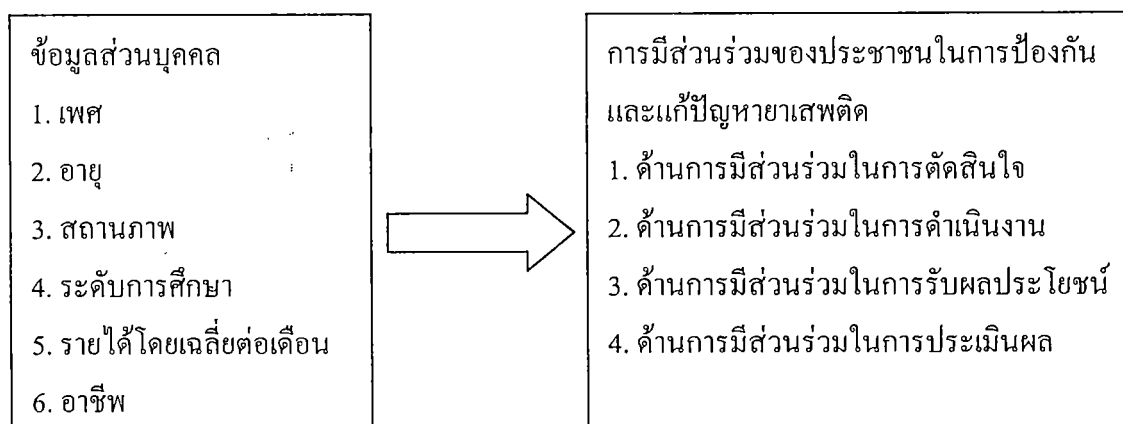 ข้อมูลส่วนบุคคล
1. เพศ
2. อายุ
3. สถานภาพ
4. ระดับการศึกษา
5. รายได้โดยเฉลี่ยต่อเดือน
6. อาชีพ
การมีส่วนร่วมของประชาชนในการป้องกัน
และแก้ปัญหายาเสพติด
1. ด้านการมีส่วนร่วมในการตัดสินใจ
2. ด้านการมีส่วนร่วมในการดำเนินงาน
3. ด้านการมีส่วนร่วมในการรับผลประโยชน์
4. ด้านการมีส่วนร่วมในการประเมินผล